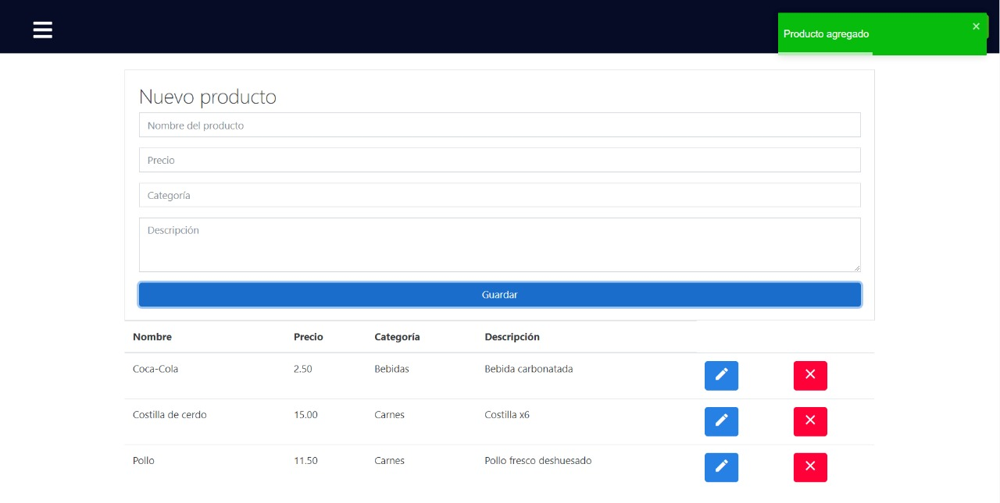 Producto agregado
Nuevo producto
Nombre del producto
Precio
Categoría
Descripción
Guardar
Nombre Precio Categoría Descripción
Coca-Cola 2.50 Bebidas Bebida carbonatada
Costilla de cerdo 15.00 Carnes Costilla x6
Pollo 11.50 Carnes Pollo fresco deshuesado